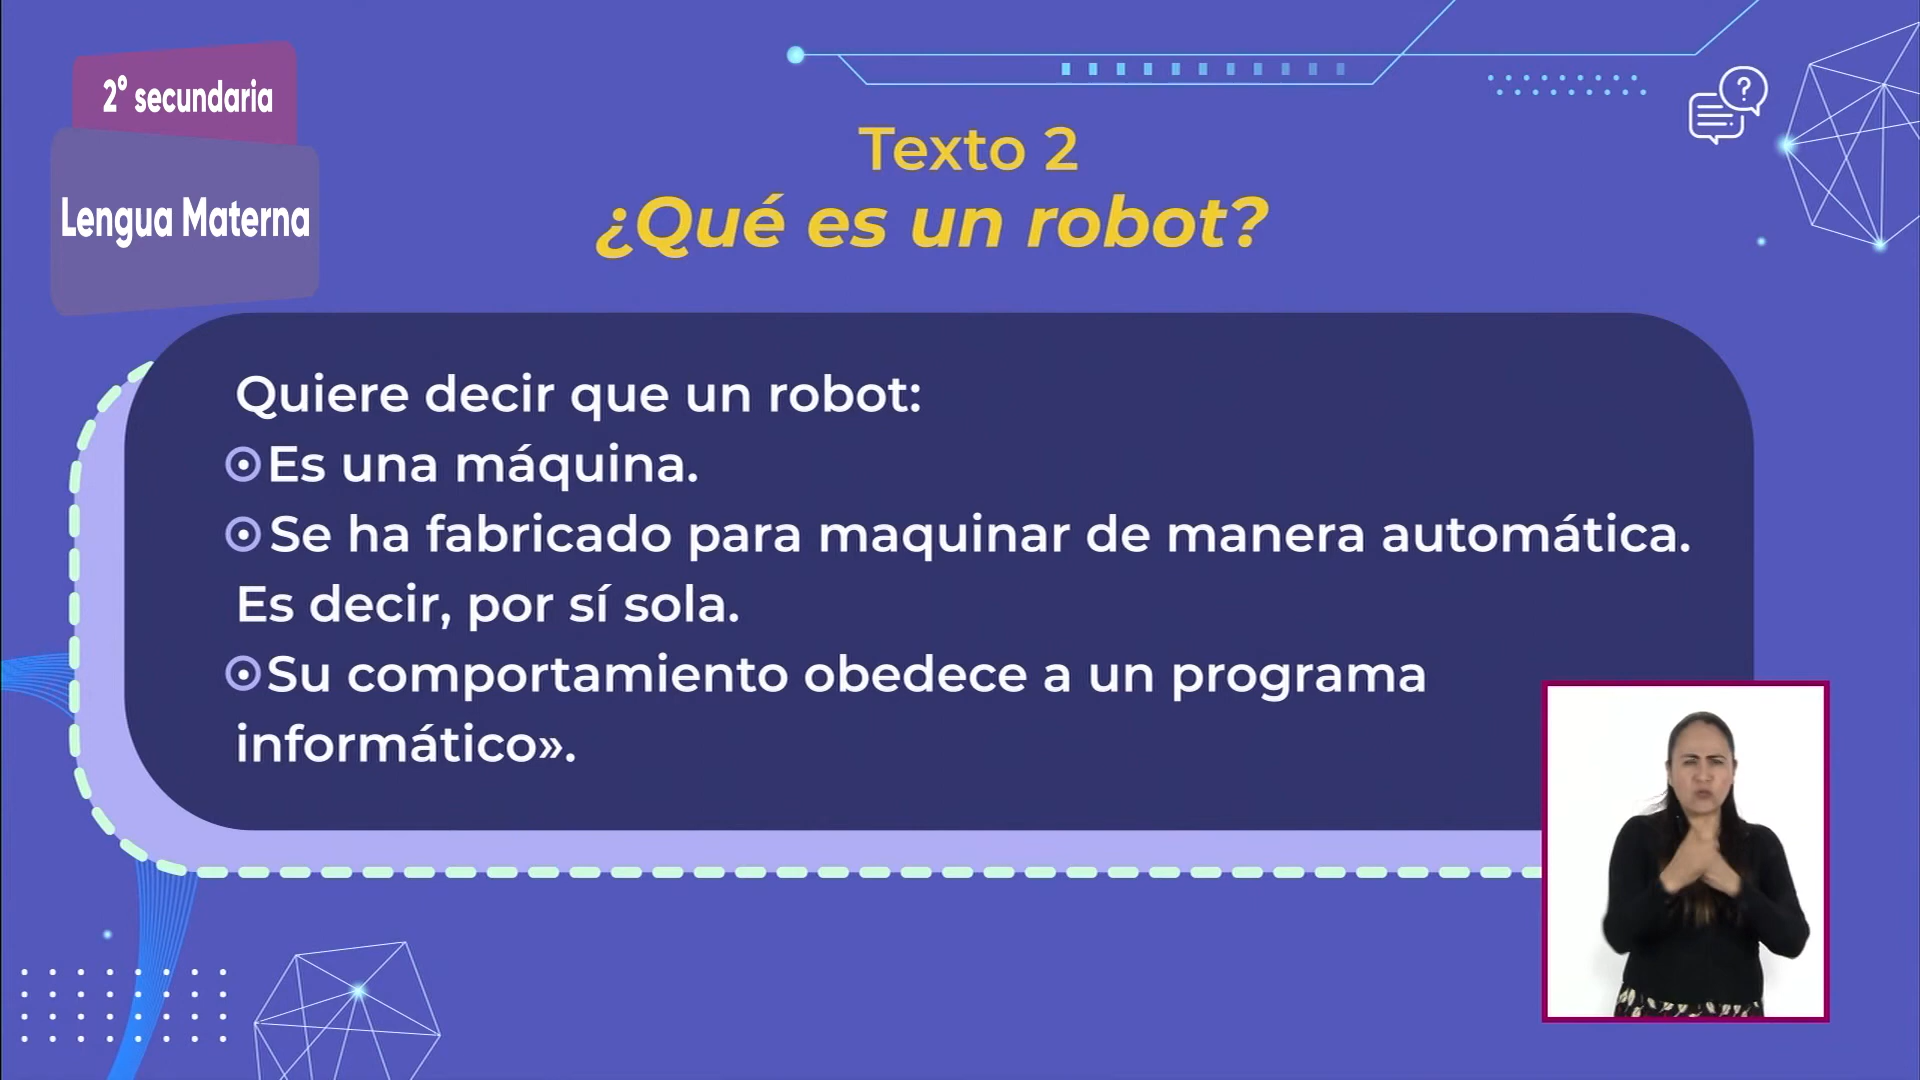 2° secundaria
Lengua Materna
Texto 2
¿Qué es un robot?
Quiere decir que un robot:
Es una máquina.
Se ha fabricado para maquinar de manera automática.
Es decir, por sí sola.
Su comportamiento obedece a un programa
informático».
?